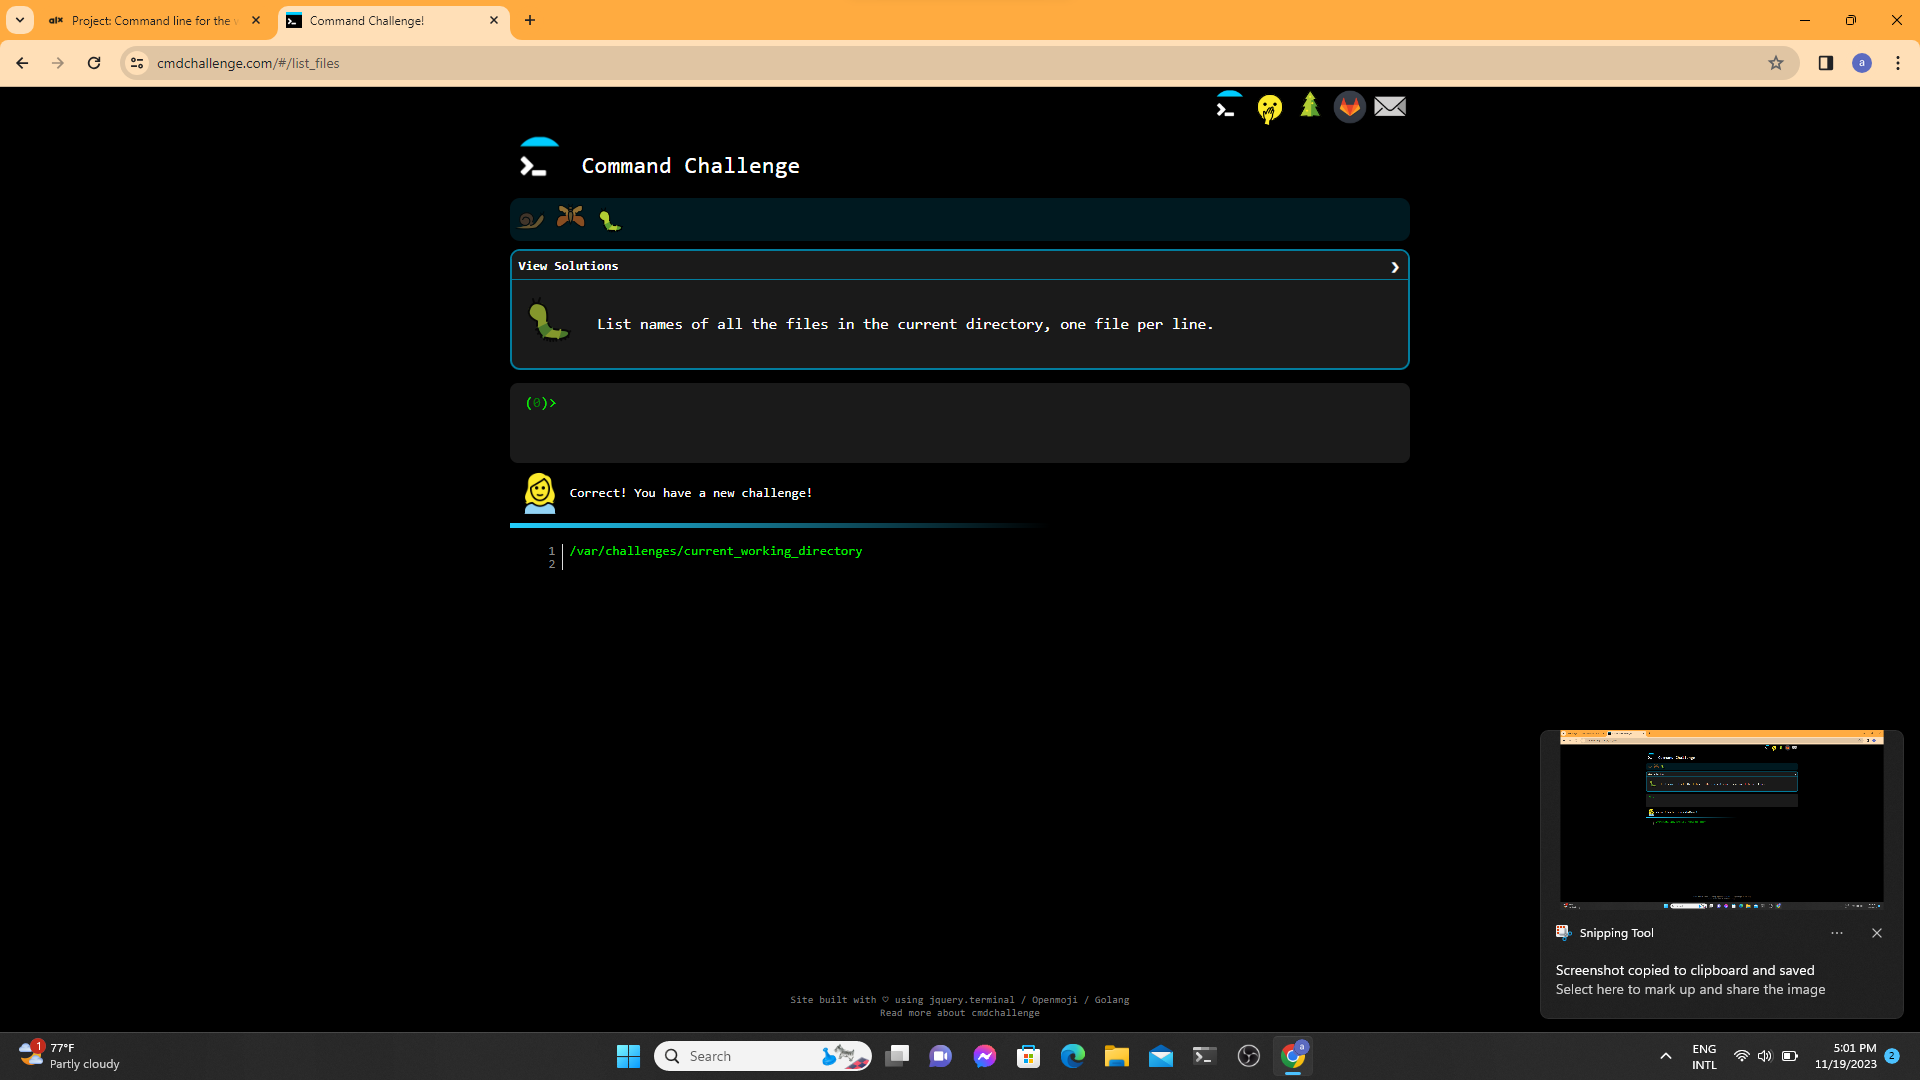 alx Project: Command line for the
Command Challenge!
cmdchallenge.com/#/list_files
a
Command Challenge
View Solutions
List names of all the files in the current directory, one file per line.
(0)>
Correct! You have a new challenge!
1 /var/challenges/current_working_directory
2
Snipping Tool
Screenshot copied to clipboard and saved
Select here to mark up and share the image
Site built with ♡ using jquery.terminal / Openmoji / Golang
Read more about cmdchallenge
1
77°F
Partly cloudy
Search
a
ENG
INTL
5:01 PM
11/19/2023
2